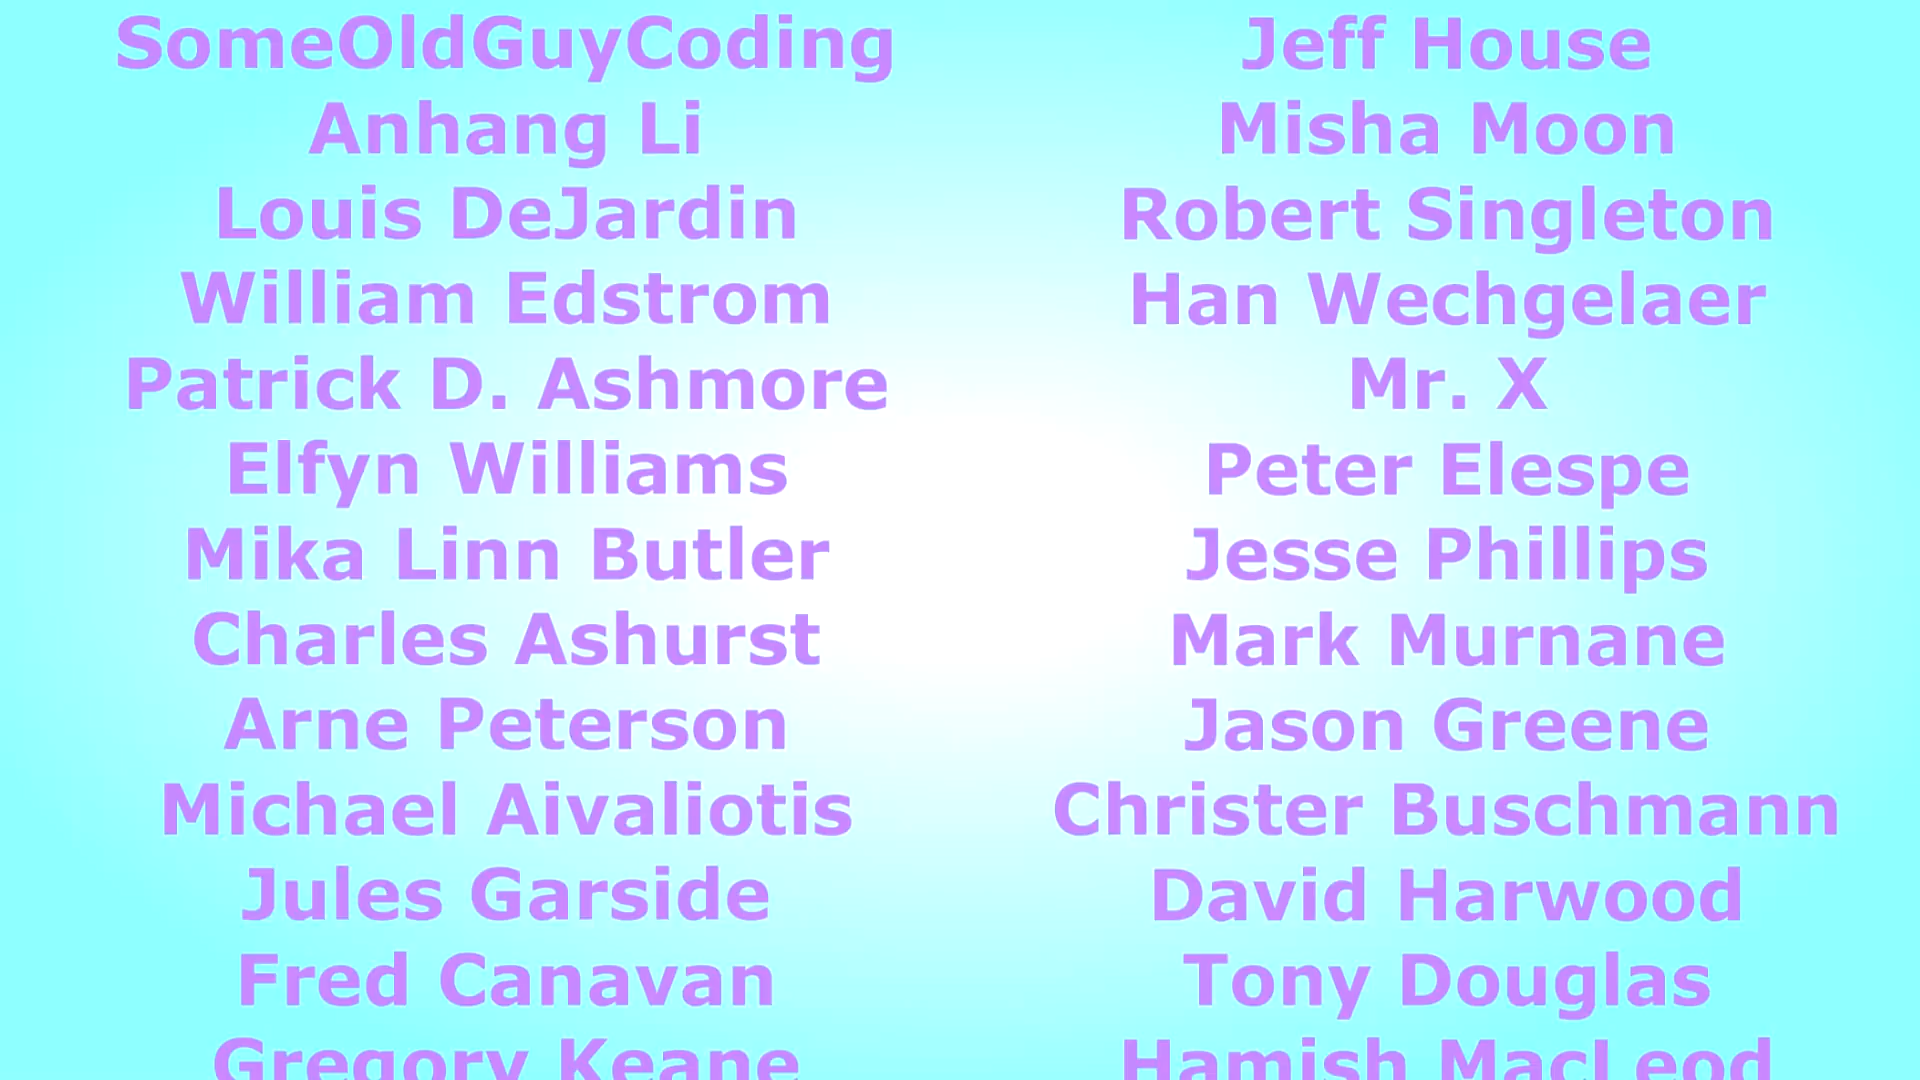 SomeOldGuyCoding
Anhang Li
Louis DeJardin
William Edstrom
Patrick D. Ashmore
Elfyn Williams
Mika Linn Butler
Charles Ashurst
Arne Peterson
Michael Aivaliotis
Jules Garside
Fred Canavan
Gregory Keane
Jeff House
Misha Moon
Robert Singleton
Han Wechgelaer
Mr. X
Peter Elespe
Jesse Phillips
Mark Murnane
Jason Greene
Christer Buschmann
David Harwood
Tony Douglas
Hamish MacLeod